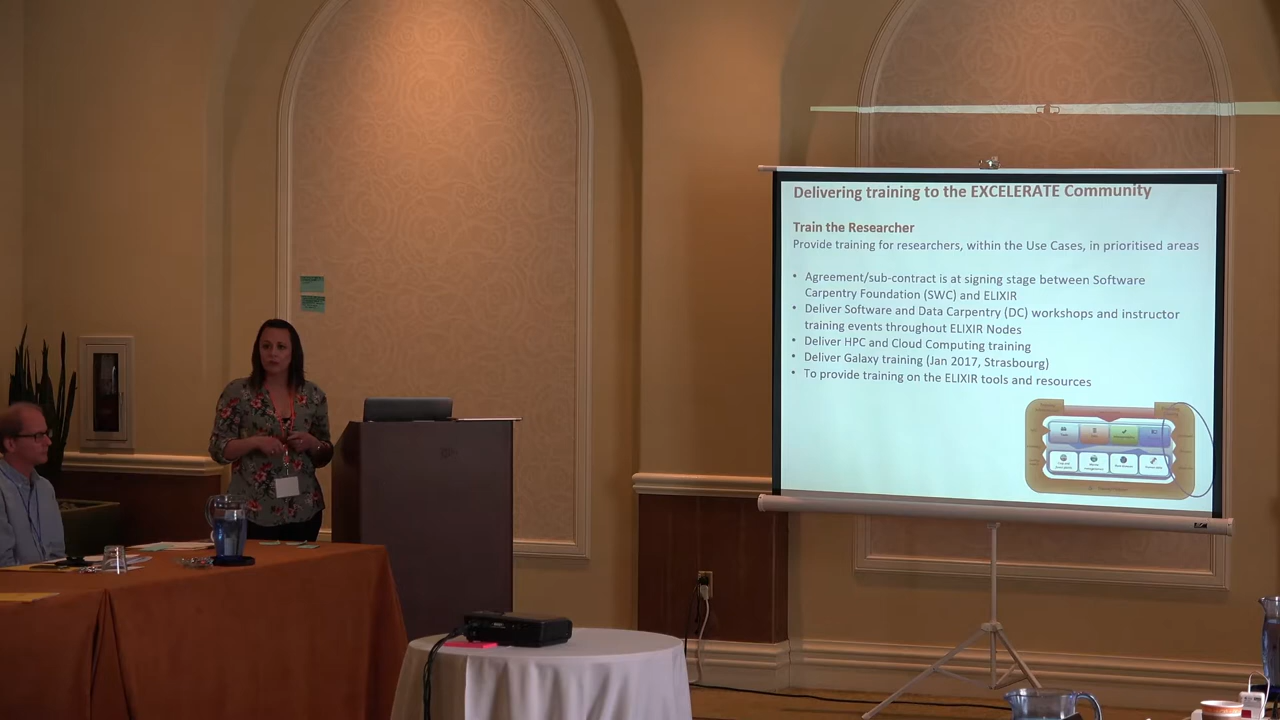 Delivering training to the EXCELERATE Community
Train the Researcher
Provide training for researchers, within the Use Cases, in prioritised areas
• Agreement/sub-contract is at signing stage between Software
Carpentry Foundation (SWC) and ELIXIR
• Deliver Software and Data Carpentry (DC) workshops and instructor
training events throughout ELIXIR Nodes
• Deliver HPC and Cloud Computing training
• Deliver Galaxy training (Jan 2017, Strasbourg)
• To provide training on the ELIXIR tools and resources